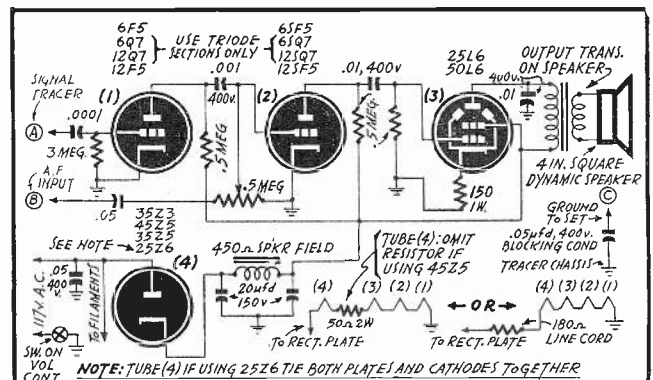 6F5
6Q7
12Q7
12F5
USE TRIODE
SECTIONS ONLY
6SF5
6SQ7
12SQ7
12SF5
.001
400v.
.01, 400v
25L6
50L6
400v.
.01
OUTPUT TRANS.
ON SPEAKER
SIGNAL
TRACER
(1)
(2)
(3)
A
.0001
3 MEG.
.5 MEG
.5 MEG.
A.F.
INPUT
B
.05
.5 MEG
150
1W.
4 IN. SQUARE
DYNAMIC SPEAKER
C
GROUND
TO SET
.05µfd, 400v.
BLOCKING COND
TRACER CHASSIS
35Z3
45Z5
35Z5
25Z6
SEE NOTE
(4)
450Ω SPKR FIELD
20µfd
150v
TUBE (4): OMIT
RESISTOR IF
USING 45Z5
117v. A.C.
.05
400
v.
TO FILAMENTS
SW. ON
VOL
CONT.
(4) (3) (2) (1)
50Ω 2W
TO RECT. PLATE
OR
(4) (3) (2) (1)
180Ω
LINE CORD
TO RECT. PLATE
NOTE: TUBE (4) IF USING 25Z6 TIE BOTH PLATES AND CATHODES TOGETHER